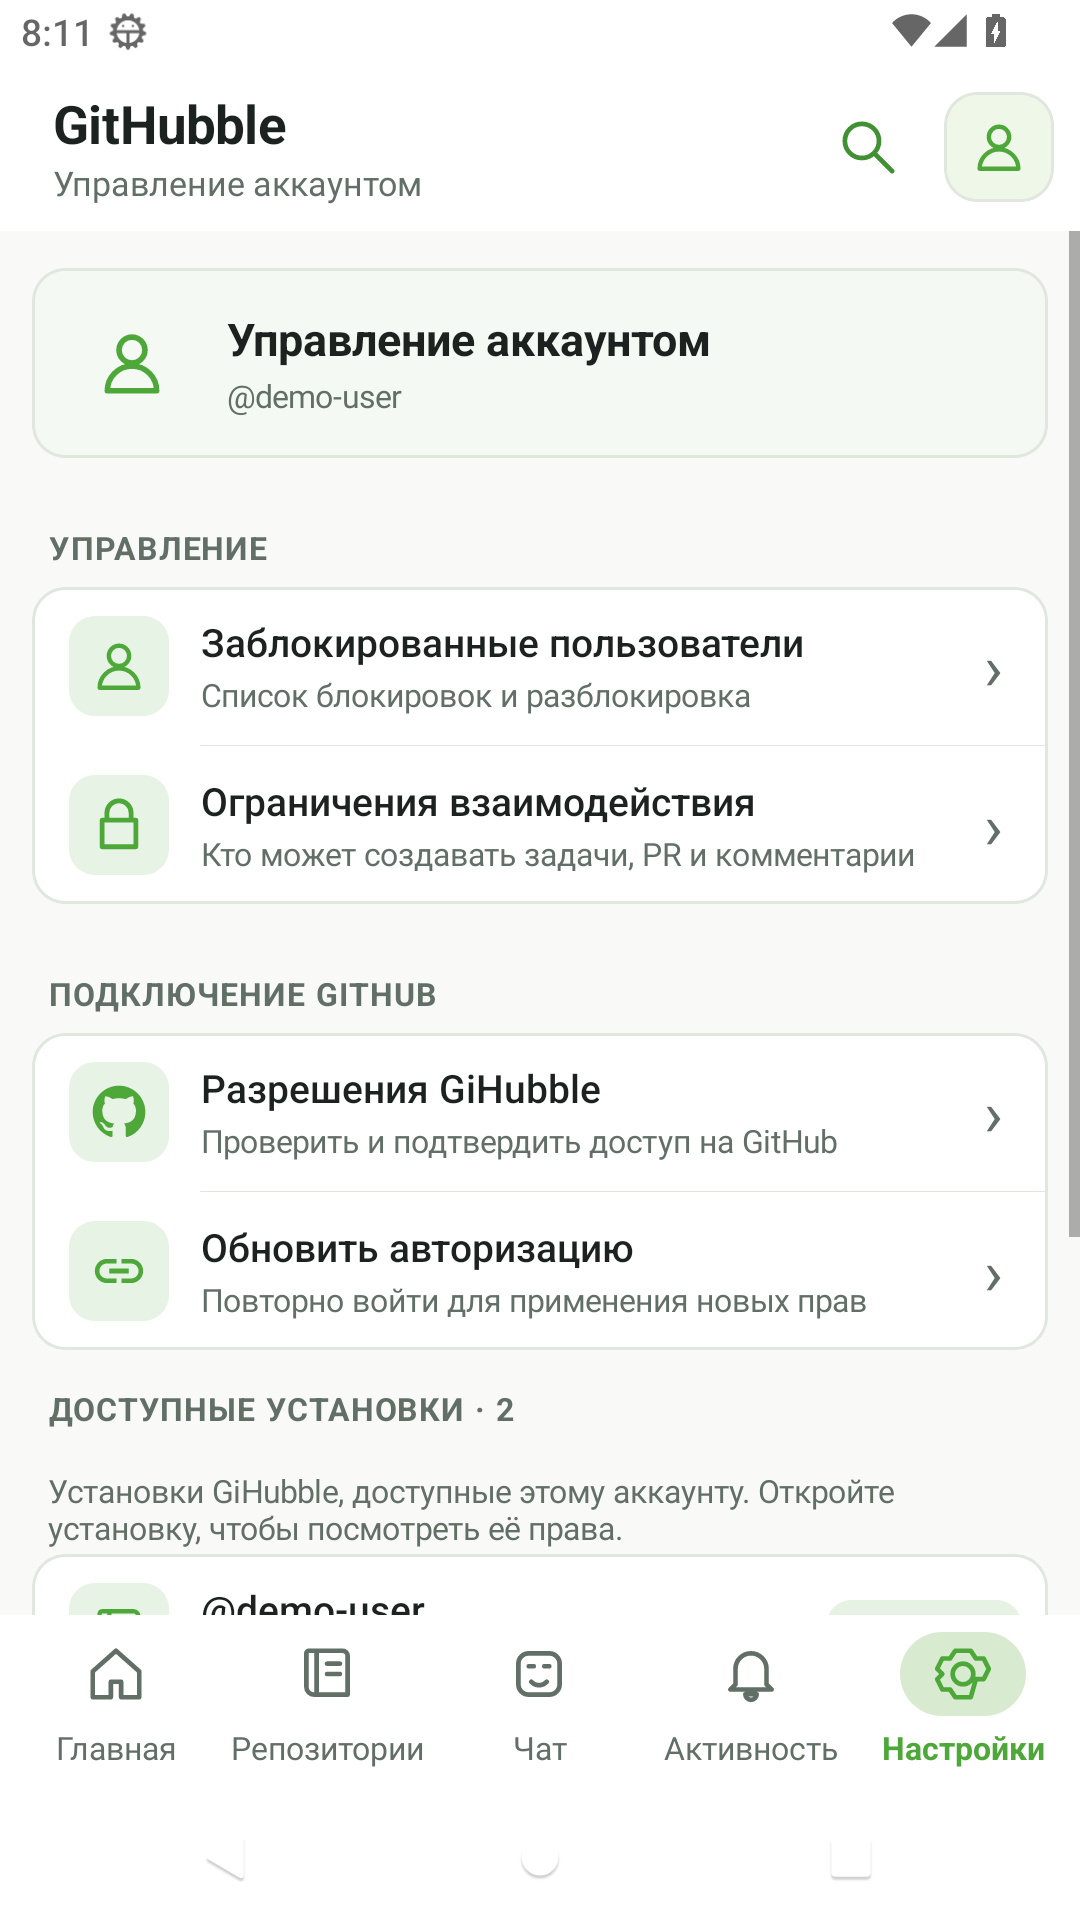 8:11
GitHubble
Управление аккаунтом
Управление аккаунтом
@demo-user
УПРАВЛЕНИЕ
Заблокированные пользователи
Список блокировок и разблокировка
Ограничения взаимодействия
Кто может создавать задачи, PR и комментарии
ПОДКЛЮЧЕНИЕ GITHUB
Разрешения GiHubble
Проверить и подтвердить доступ на GitHub
Обновить авторизацию
Повторно войти для применения новых прав
ДОСТУПНЫЕ УСТАНОВКИ · 2
Установки GiHubble, доступные этому аккаунту. Откройте
установку, чтобы посмотреть её права.
@demo-user
Главная
Репозитории
Чат
Активность
Настройки